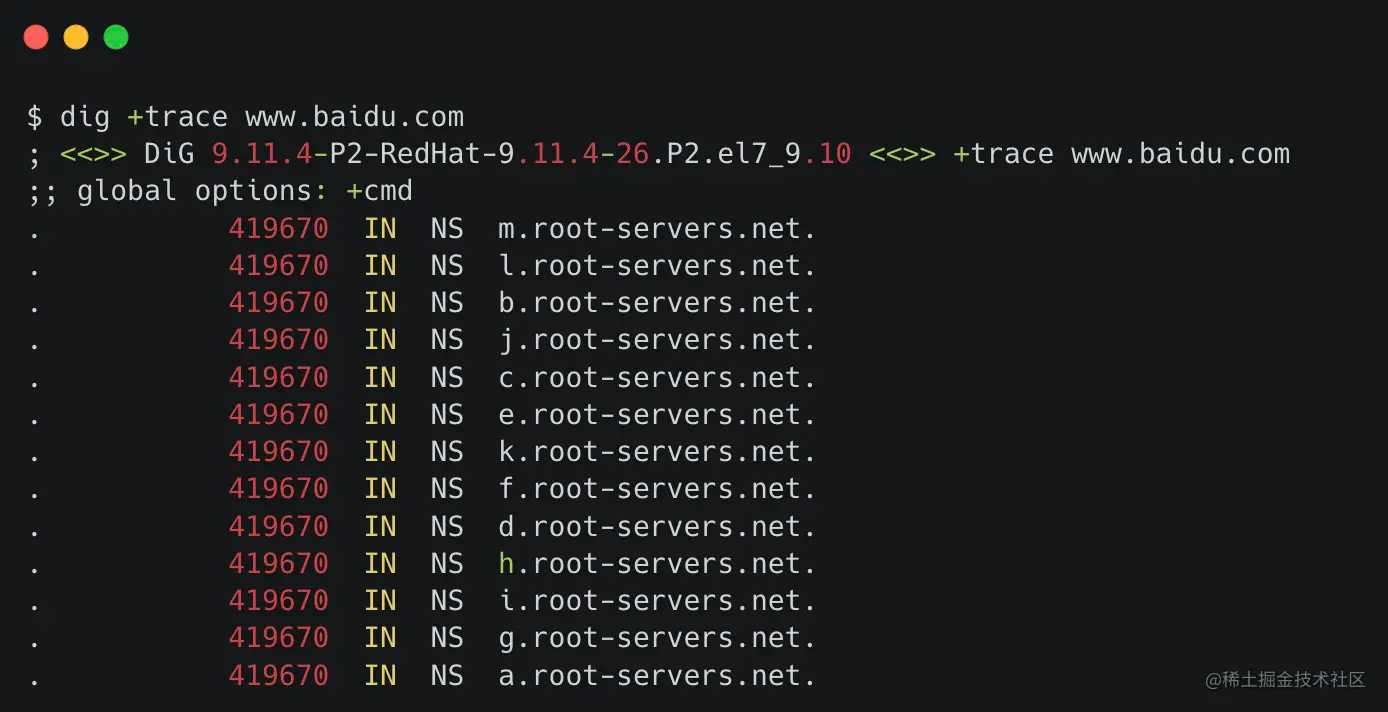 $ dig +trace www.baidu.com
; <<>> DiG 9.11.4-P2-RedHat-9.11.4-26.P2.el7_9.10 <<>> +trace www.baidu.com
;; global options: +cmd
. 419670 IN NS m.root-servers.net.
. 419670 IN NS l.root-servers.net.
. 419670 IN NS b.root-servers.net.
. 419670 IN NS j.root-servers.net.
. 419670 IN NS c.root-servers.net.
. 419670 IN NS e.root-servers.net.
. 419670 IN NS k.root-servers.net.
. 419670 IN NS f.root-servers.net.
. 419670 IN NS d.root-servers.net.
. 419670 IN NS h.root-servers.net.
. 419670 IN NS i.root-servers.net.
. 419670 IN NS g.root-servers.net.
. 419670 IN NS a.root-servers.net.
@稀土掘金技术社区